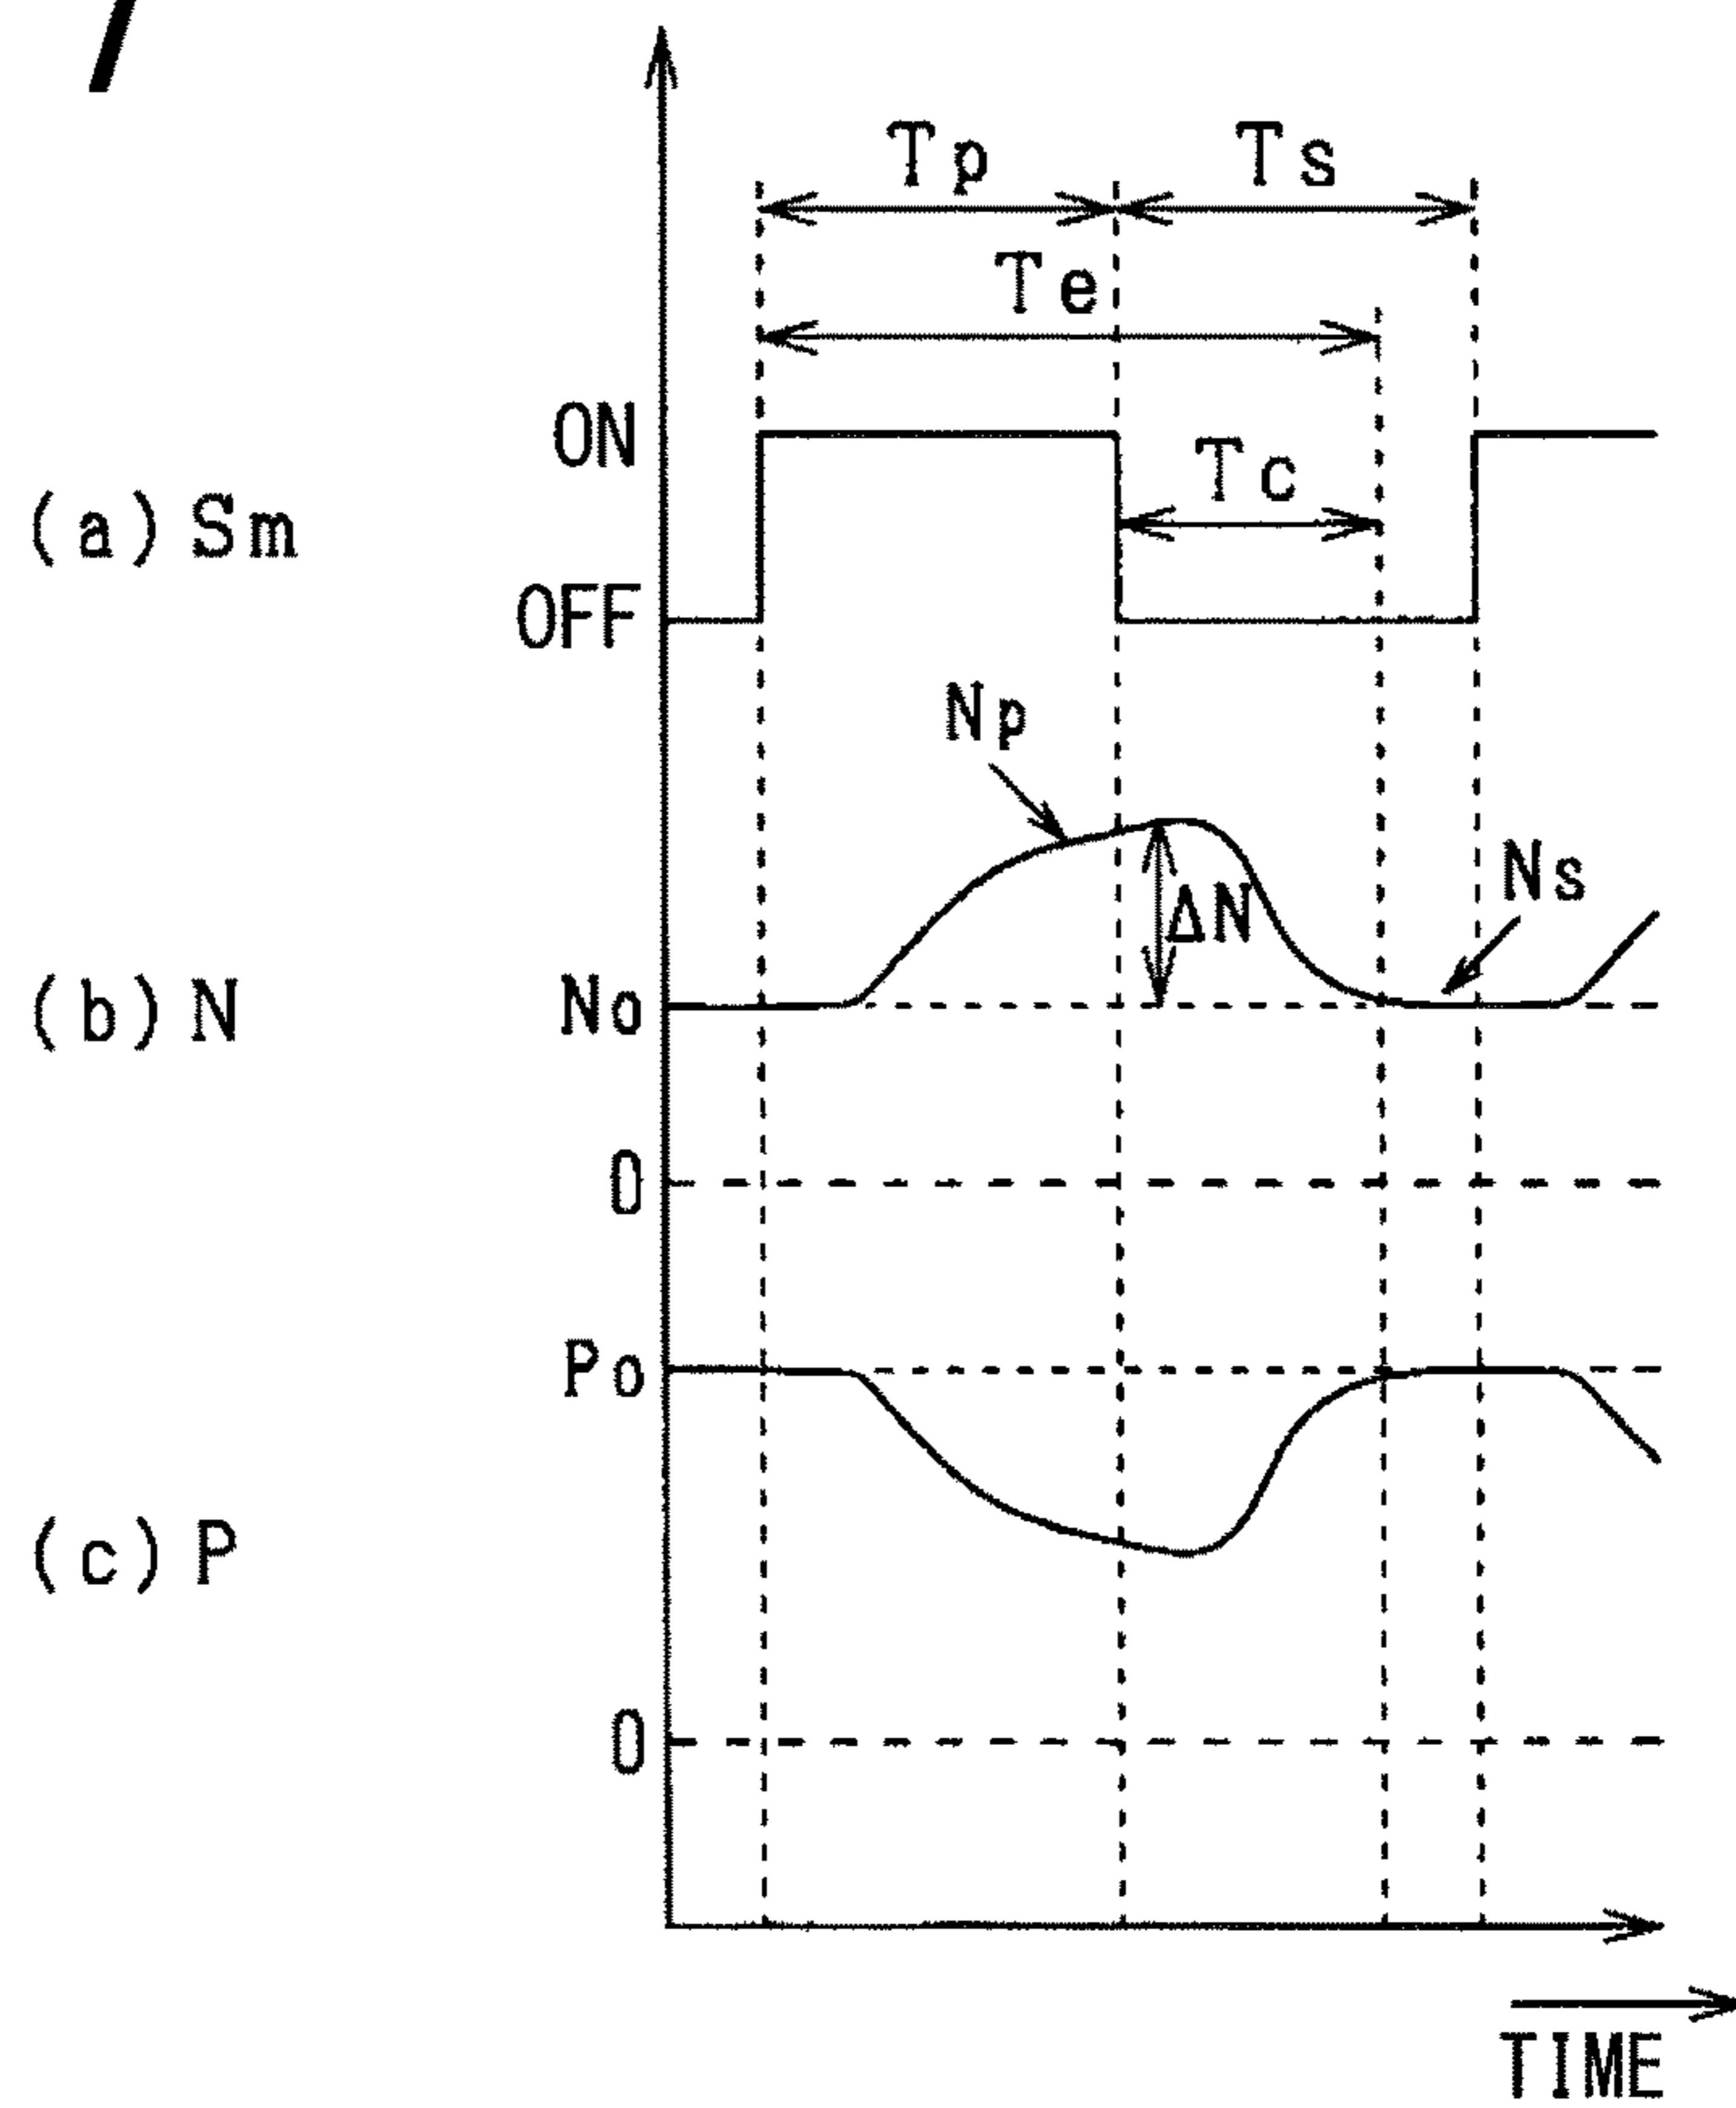 Tp Ts
Te
ON
Tc
(a) Sm
OFF
Np
ΔN Ns
(b) N No
0
Po
(c) P
0
TIME